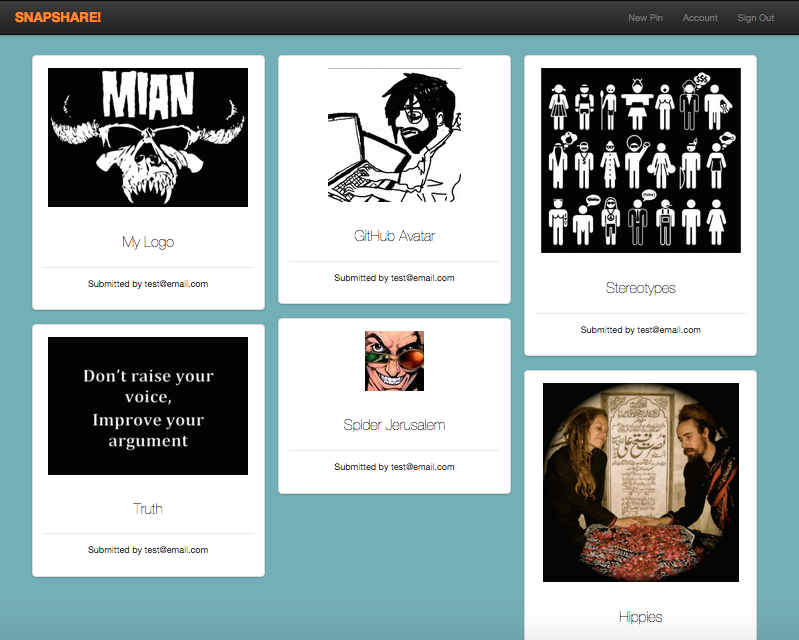 SNAPSHARE!
New Pin
Account
Sign Out
MIAN
My Logo
Submitted by test@email.com
Don't raise your
voice,
Improve your
argument
Truth
Submitted by test@email.com
GitHub Avatar
Submitted by test@email.com
Spider Jerusalem
Submitted by test@email.com
$$$
Stereotypes
Submitted by test@email.com
Hippies